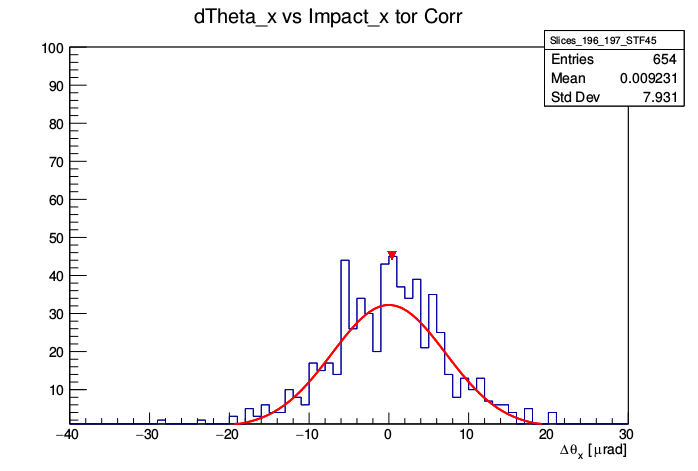 dTheta_x vs Impact_x tor Corr
Slices_196_197_STF45
Entries 654
Mean 0.009231
Std Dev 7.931
100
90
80
70
60
50
40
30
20
10
−40 −30 −20 −10 0 10 20 30
Δθx [μrad]